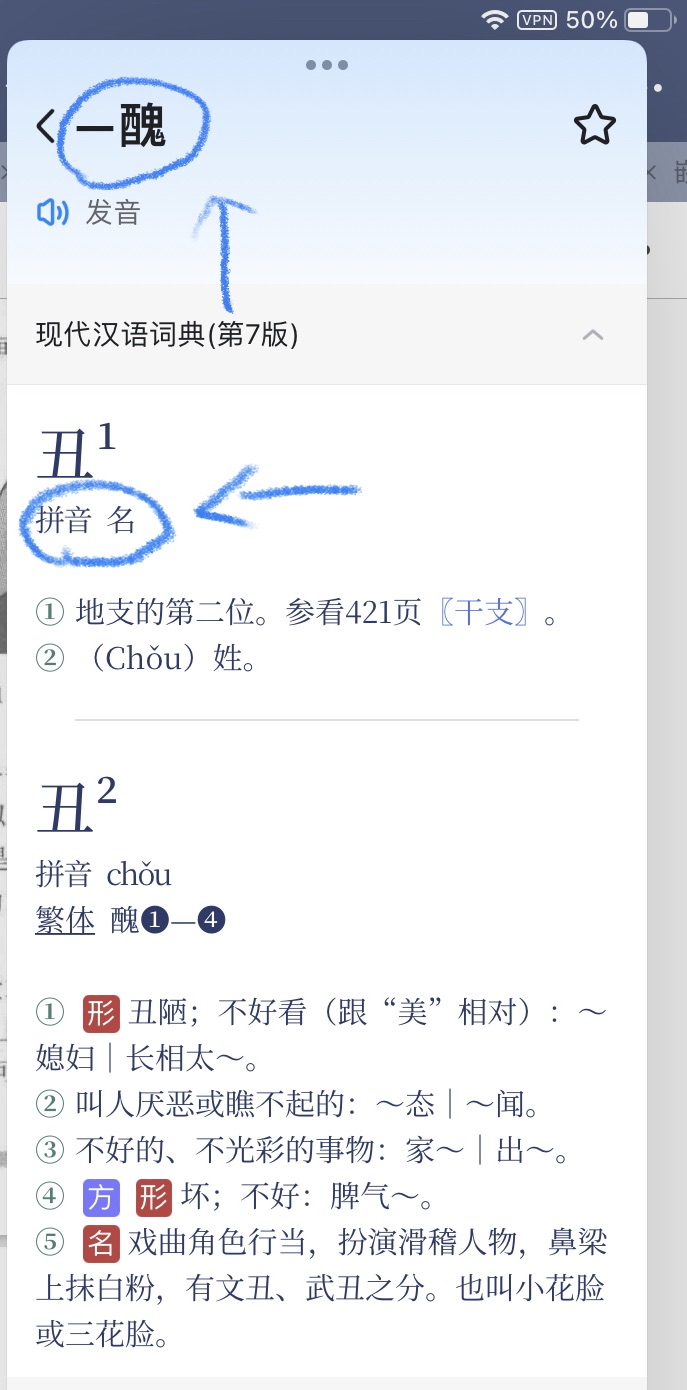 VPN 50%
一醜
发音
现代汉语词典(第7版)
丑1
拼音 名
① 地支的第二位。参看421页〖干支〗。
② （Chǒu）姓。
丑2
拼音 chǒu
繁体 醜❶—❹
① 形 丑陋；不好看（跟“美”相对）：～
媳妇｜长相太～。
② 叫人厌恶或瞧不起的：～态｜～闻。
③ 不好的、不光彩的事物：家～｜出～。
④ 方 形 坏；不好：脾气～。
⑤ 名 戏曲角色行当，扮演滑稽人物，鼻梁
上抹白粉，有文丑、武丑之分。也叫小花脸
或三花脸。